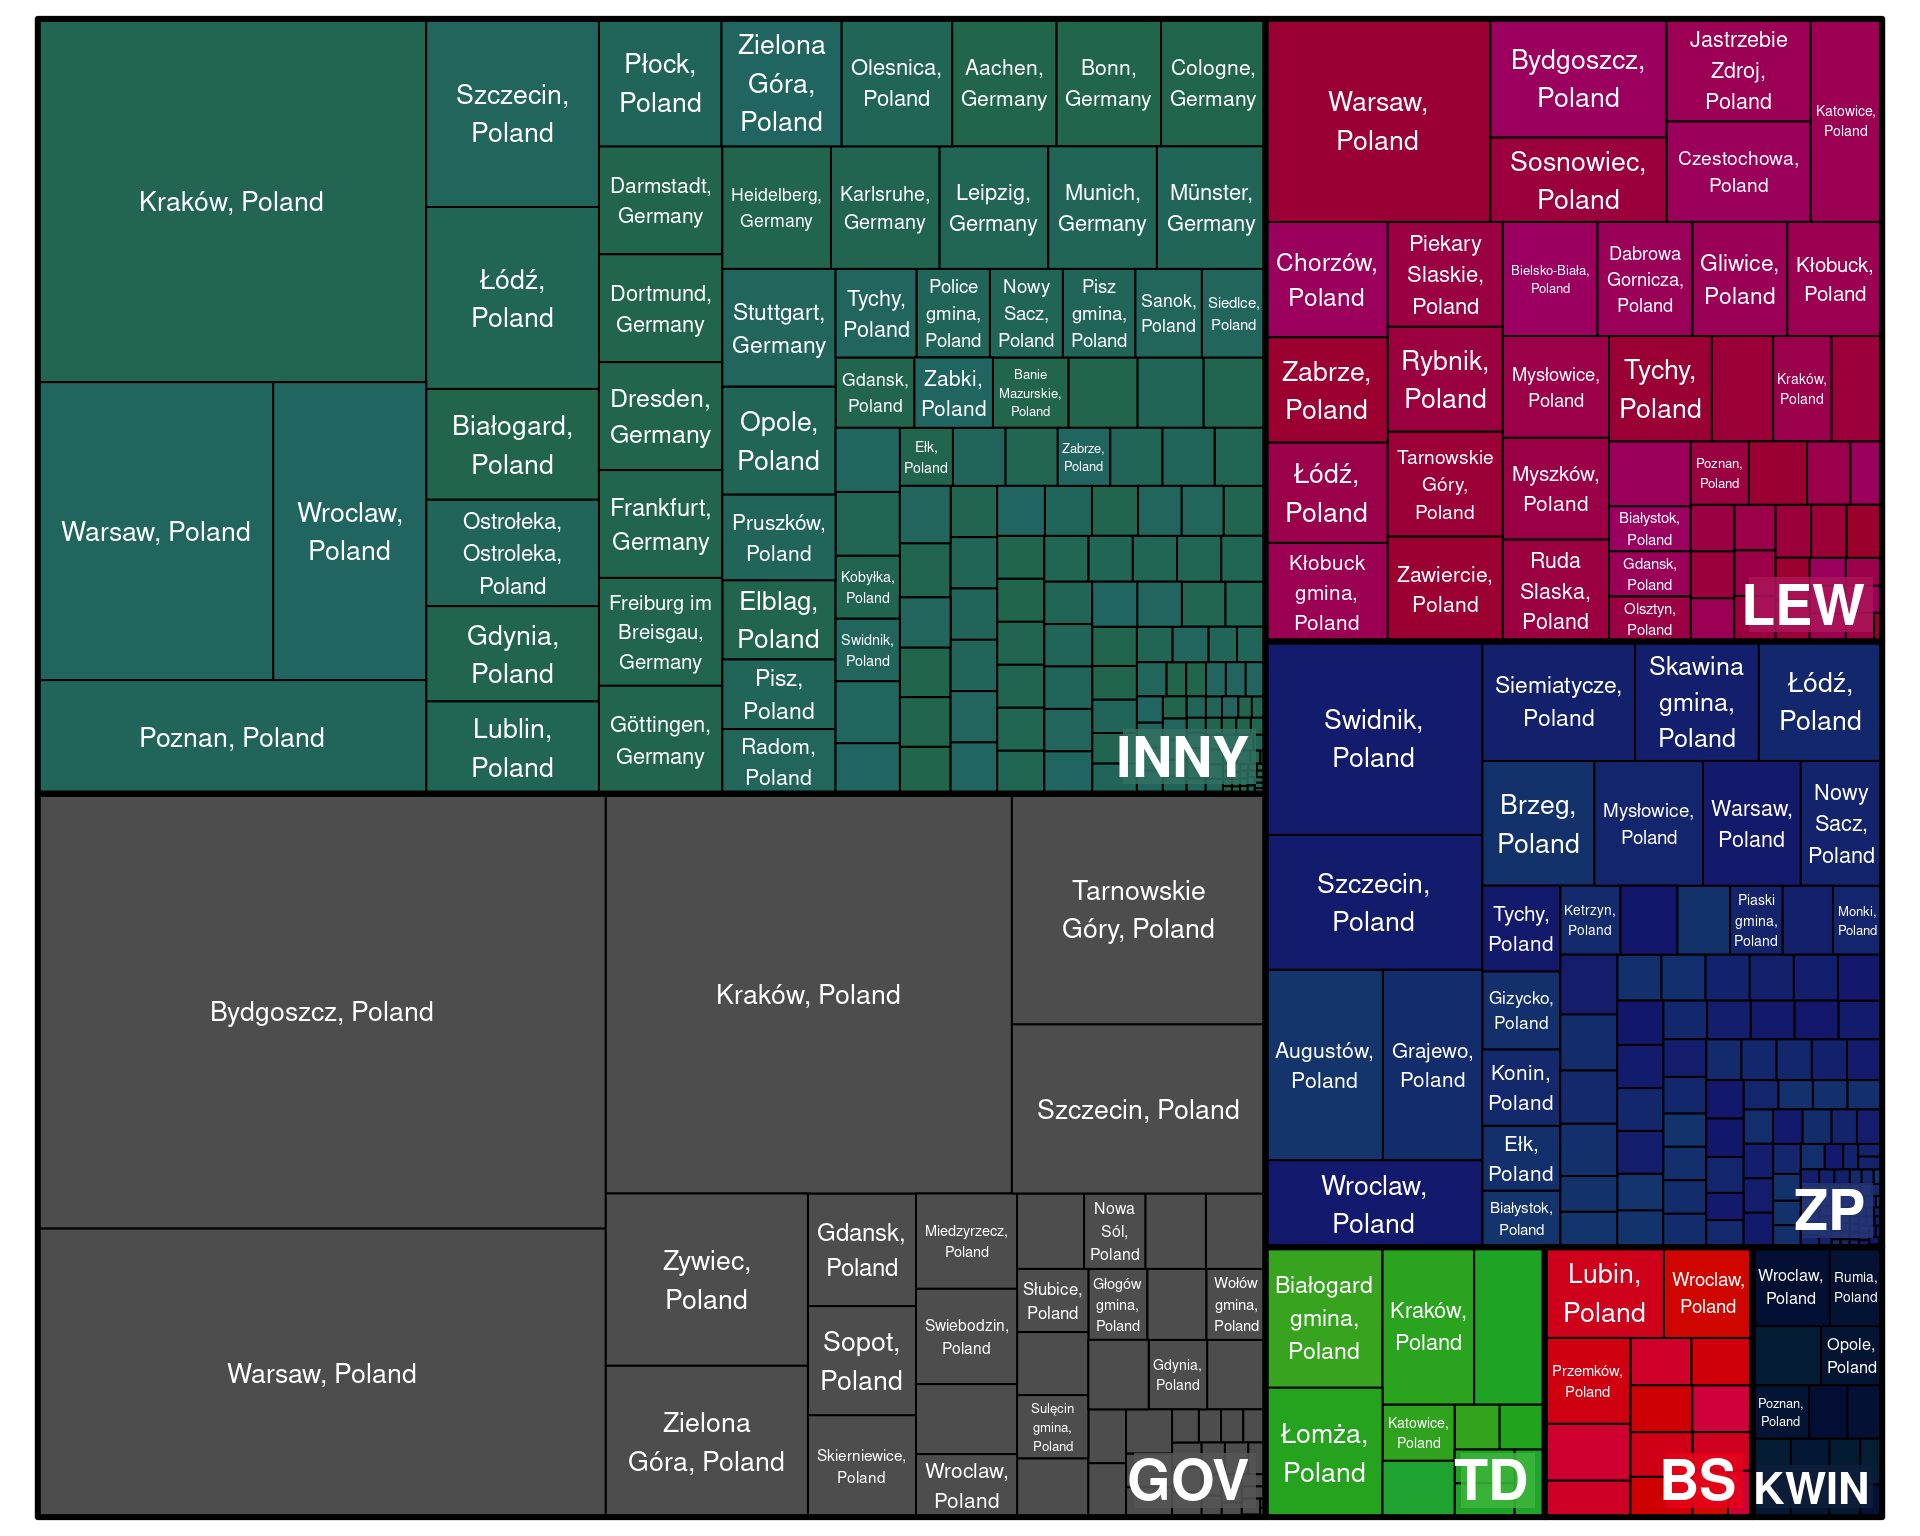 Kraków, Poland
Warsaw, Poland
Wroclaw,
Poland
Poznan, Poland
Szczecin,
Poland
Łódź,
Poland
Białogard,
Poland
Ostrołeka,
Ostroleka,
Poland
Gdynia,
Poland
Lublin,
Poland
Płock,
Poland
Zielona
Góra,
Poland
Olesnica,
Poland
Aachen,
Germany
Bonn,
Germany
Cologne,
Germany
Darmstadt,
Germany
Heidelberg,
Germany
Karlsruhe,
Germany
Leipzig,
Germany
Munich,
Germany
Münster,
Germany
Dortmund,
Germany
Dresden,
Germany
Frankfurt,
Germany
Freiburg im
Breisgau,
Germany
Göttingen,
Germany
Stuttgart,
Germany
Opole,
Poland
Pruszków,
Poland
Elblag,
Poland
Pisz,
Poland
Radom,
Poland
Tychy,
Poland
Police
gmina,
Poland
Nowy
Sacz,
Poland
Pisz
gmina,
Poland
Sanok,
Poland
Siedlce,
Poland
Gdansk,
Poland
Zabki,
Poland
Banie
Mazurskie,
Poland
Ełk,
Poland
Zabrze,
Poland
Kobyłka,
Poland
Swidnik,
Poland
INNY
Warsaw,
Poland
Bydgoszcz,
Poland
Sosnowiec,
Poland
Jastrzebie
Zdroj,
Poland
Czestochowa,
Poland
Katowice,
Poland
Chorzów,
Poland
Zabrze,
Poland
Łódź,
Poland
Kłobuck
gmina,
Poland
Piekary
Slaskie,
Poland
Rybnik,
Poland
Tarnowskie
Góry,
Poland
Zawiercie,
Poland
Bielsko-Biała,
Poland
Dabrowa
Gornicza,
Poland
Gliwice,
Poland
Kłobuck,
Poland
Mysłowice,
Poland
Myszków,
Poland
Ruda
Slaska,
Poland
Tychy,
Poland
Kraków,
Poland
Poznan,
Poland
Białystok,
Poland
Gdansk,
Poland
Olsztyn,
Poland
LEW
Swidnik,
Poland
Szczecin,
Poland
Augustów,
Poland
Grajewo,
Poland
Wroclaw,
Poland
Siemiatycze,
Poland
Skawina
gmina,
Poland
Łódź,
Poland
Brzeg,
Poland
Mysłowice,
Poland
Warsaw,
Poland
Nowy
Sacz,
Poland
Tychy,
Poland
Gizycko,
Poland
Konin,
Poland
Ełk,
Poland
Białystok,
Poland
Ketrzyn,
Poland
Piaski
gmina,
Poland
Monki,
Poland
ZP
Bydgoszcz, Poland
Warsaw, Poland
Kraków, Poland
Tarnowskie
Góry, Poland
Szczecin, Poland
Zywiec,
Poland
Zielona
Góra, Poland
Gdansk,
Poland
Sopot,
Poland
Skierniewice,
Poland
Miedzyrzecz,
Poland
Swiebodzin,
Poland
Wroclaw,
Poland
Nowa
Sól,
Poland
Słubice,
Poland
Głogów
gmina,
Poland
Wołów
gmina,
Poland
Gdynia,
Poland
Sulęcin
gmina,
Poland
GOV
Białogard
gmina,
Poland
Łomża,
Poland
Kraków,
Poland
Katowice,
Poland
TD
Lubin,
Poland
Wroclaw,
Poland
Przemków,
Poland
BS
Wroclaw,
Poland
Rumia,
Poland
Opole,
Poland
Poznan,
Poland
KWIN